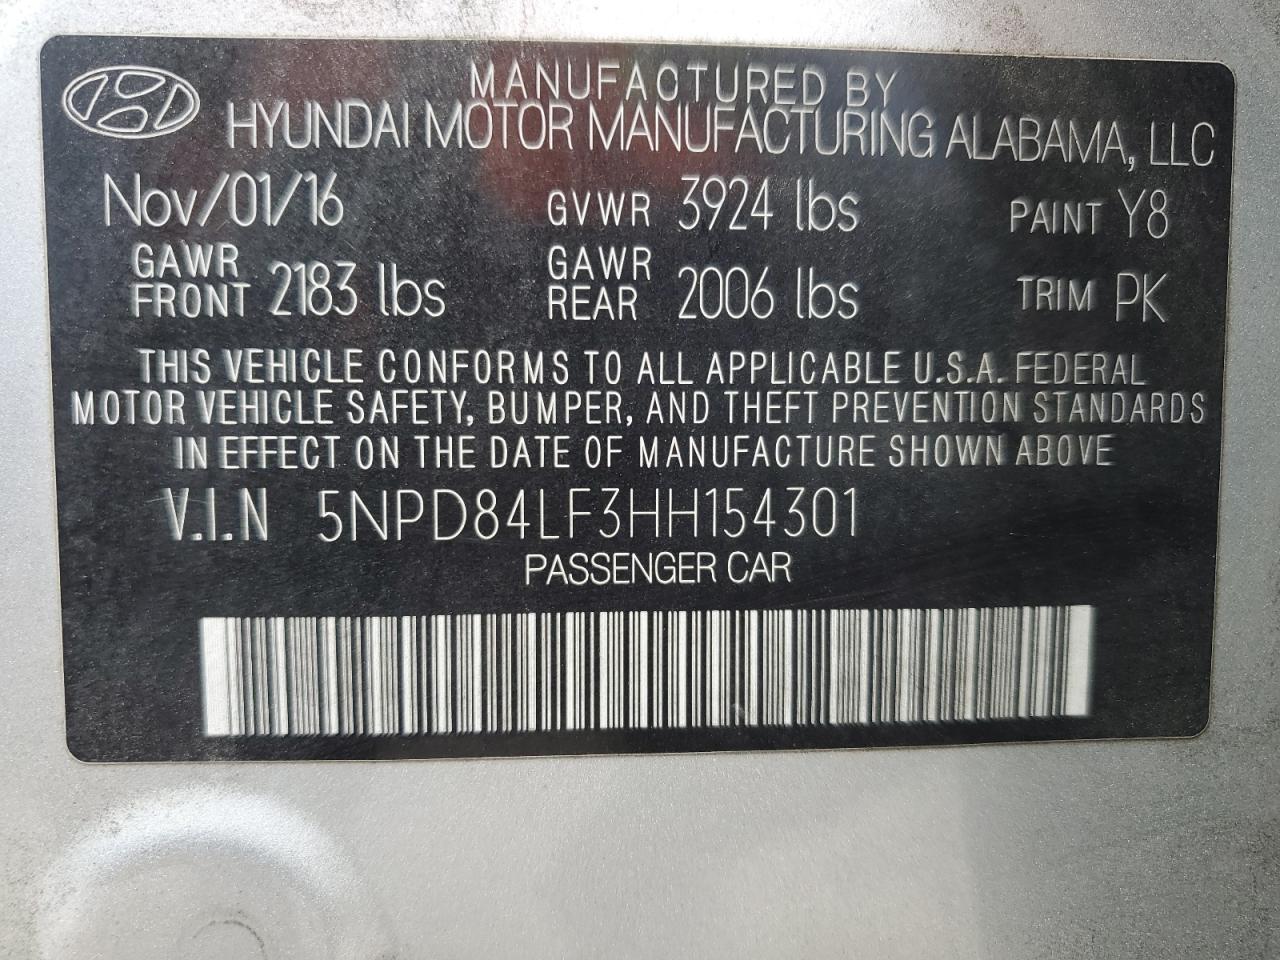 MANUFACTURED BY
HYUNDAI MOTOR MANUFACTURING ALABAMA, LLC
Nov/01/16 GVWR 3924 lbs PAINT Y8
GAWR FRONT 2183 lbs GAWR REAR 2006 lbs TRIM PK
THIS VEHICLE CONFORMS TO ALL APPLICABLE U.S.A. FEDERAL
MOTOR VEHICLE SAFETY, BUMPER, AND THEFT PREVENTION STANDARDS
IN EFFECT ON THE DATE OF MANUFACTURE SHOWN ABOVE
V.I.N 5NPD84LF3HH154301
PASSENGER CAR